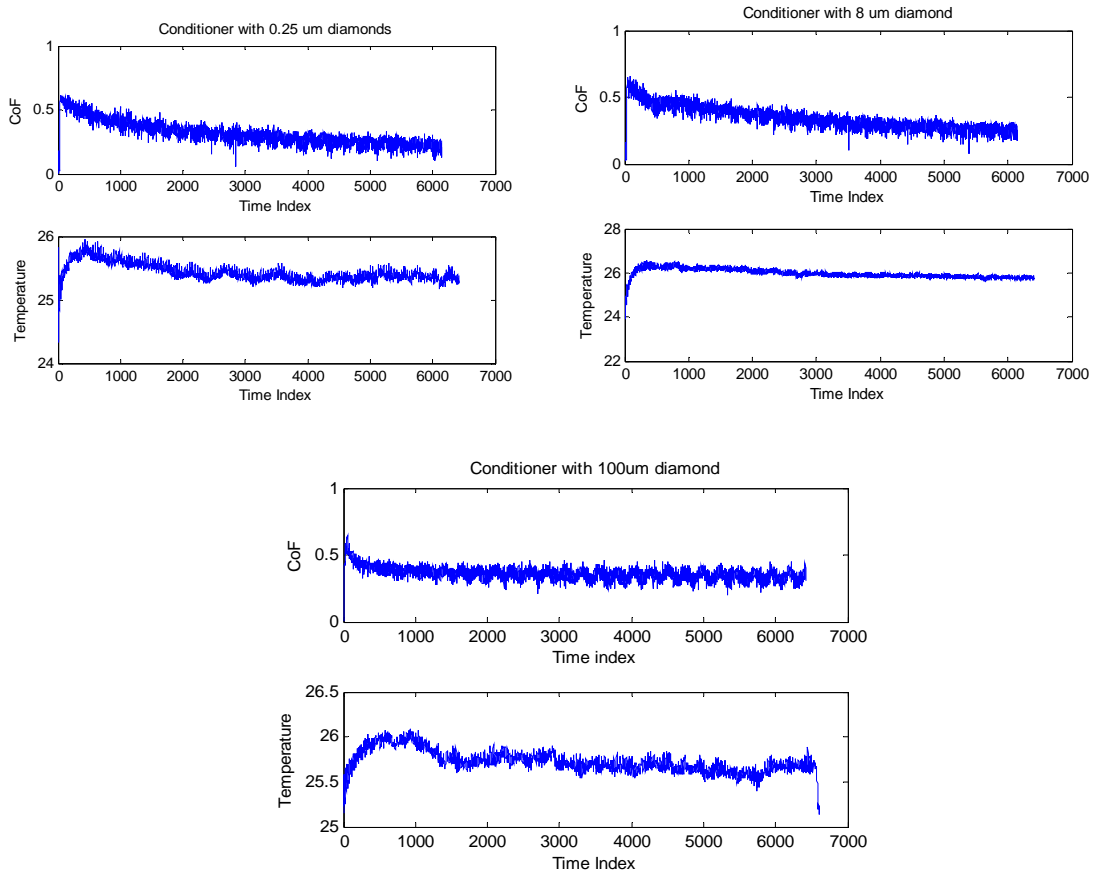 Conditioner with 0.25 um diamonds
1
0.5
0
CoF
0 1000 2000 3000 4000 5000 6000 7000
Time Index
26
25
24
Temperature
0 1000 2000 3000 4000 5000 6000 7000
Time Index
Conditioner with 8 um diamond
1
0.5
0
CoF
0 1000 2000 3000 4000 5000 6000 7000
Time Index
28
26
24
22
Temperature
0 1000 2000 3000 4000 5000 6000 7000
Time Index
Conditioner with 100um diamond
1
0.5
0
CoF
0 1000 2000 3000 4000 5000 6000 7000
Time index
26.5
26
25.5
25
Temperature
0 1000 2000 3000 4000 5000 6000 7000
Time Index